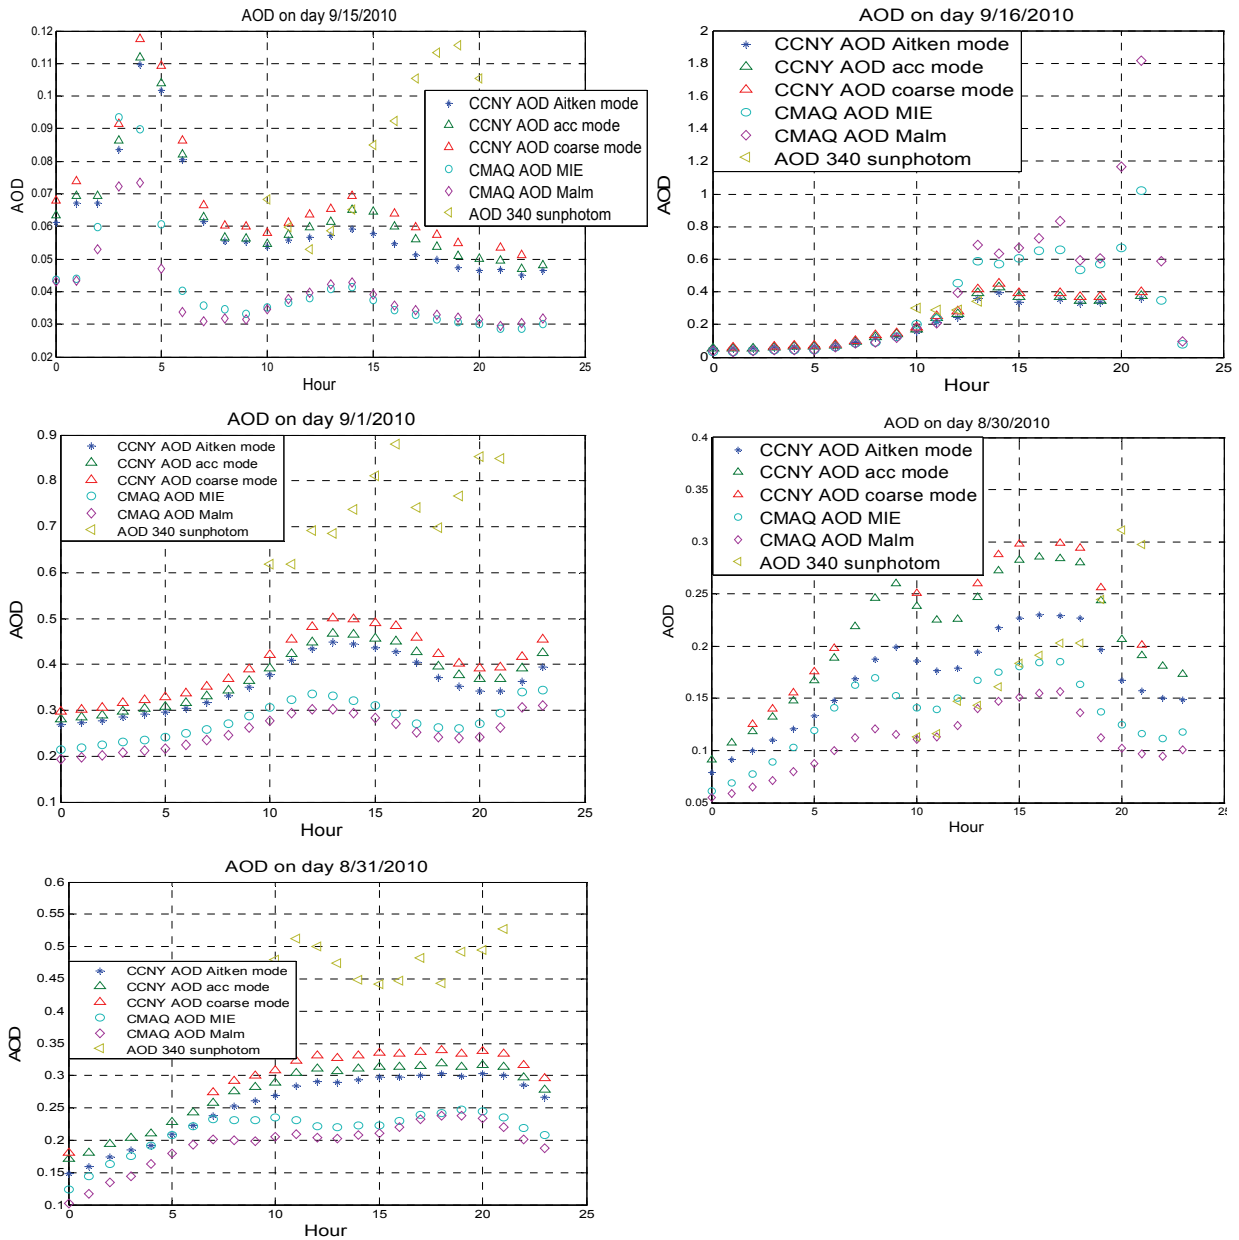 AOD on day 9/15/2010
0.12
0.11
0.1
0.09
0.08
0.07
0.06
0.05
0.04
0.03
0.02
AOD
CCNY AOD Aitken mode
CCNY AOD acc mode
CCNY AOD coarse mode
CMAQ AOD MIE
CMAQ AOD Malm
AOD 340 sunphotom
0 5 10 15 20 25
Hour
AOD on day 9/16/2010
2
1.8
1.6
1.4
1.2
1
0.8
0.6
0.4
0.2
0
AOD
CCNY AOD Aitken mode
CCNY AOD acc mode
CCNY AOD coarse mode
CMAQ AOD MIE
CMAQ AOD Malm
AOD 340 sunphotom
0 5 10 15 20 25
Hour
AOD on day 9/1/2010
0.9
0.8
0.7
0.6
0.5
0.4
0.3
0.2
0.1
AOD
CCNY AOD Aitken mode
CCNY AOD acc mode
CCNY AOD coarse mode
CMAQ AOD MIE
CMAQ AOD Malm
AOD 340 sunphotom
0 5 10 15 20 25
Hour
AOD on day 8/30/2010
0.4
0.35
0.3
0.25
0.2
0.15
0.1
0.05
AOD
CCNY AOD Aitken mode
CCNY AOD acc mode
CCNY AOD coarse mode
CMAQ AOD MIE
CMAQ AOD Malm
AOD 340 sunphotom
0 5 10 15 20 25
Hour
AOD on day 8/31/2010
0.6
0.55
0.5
0.45
0.4
0.35
0.3
0.25
0.2
0.15
0.1
AOD
CCNY AOD Aitken mode
CCNY AOD acc mode
CCNY AOD coarse mode
CMAQ AOD MIE
CMAQ AOD Malm
AOD 340 sunphotom
0 5 10 15 20 25
Hour